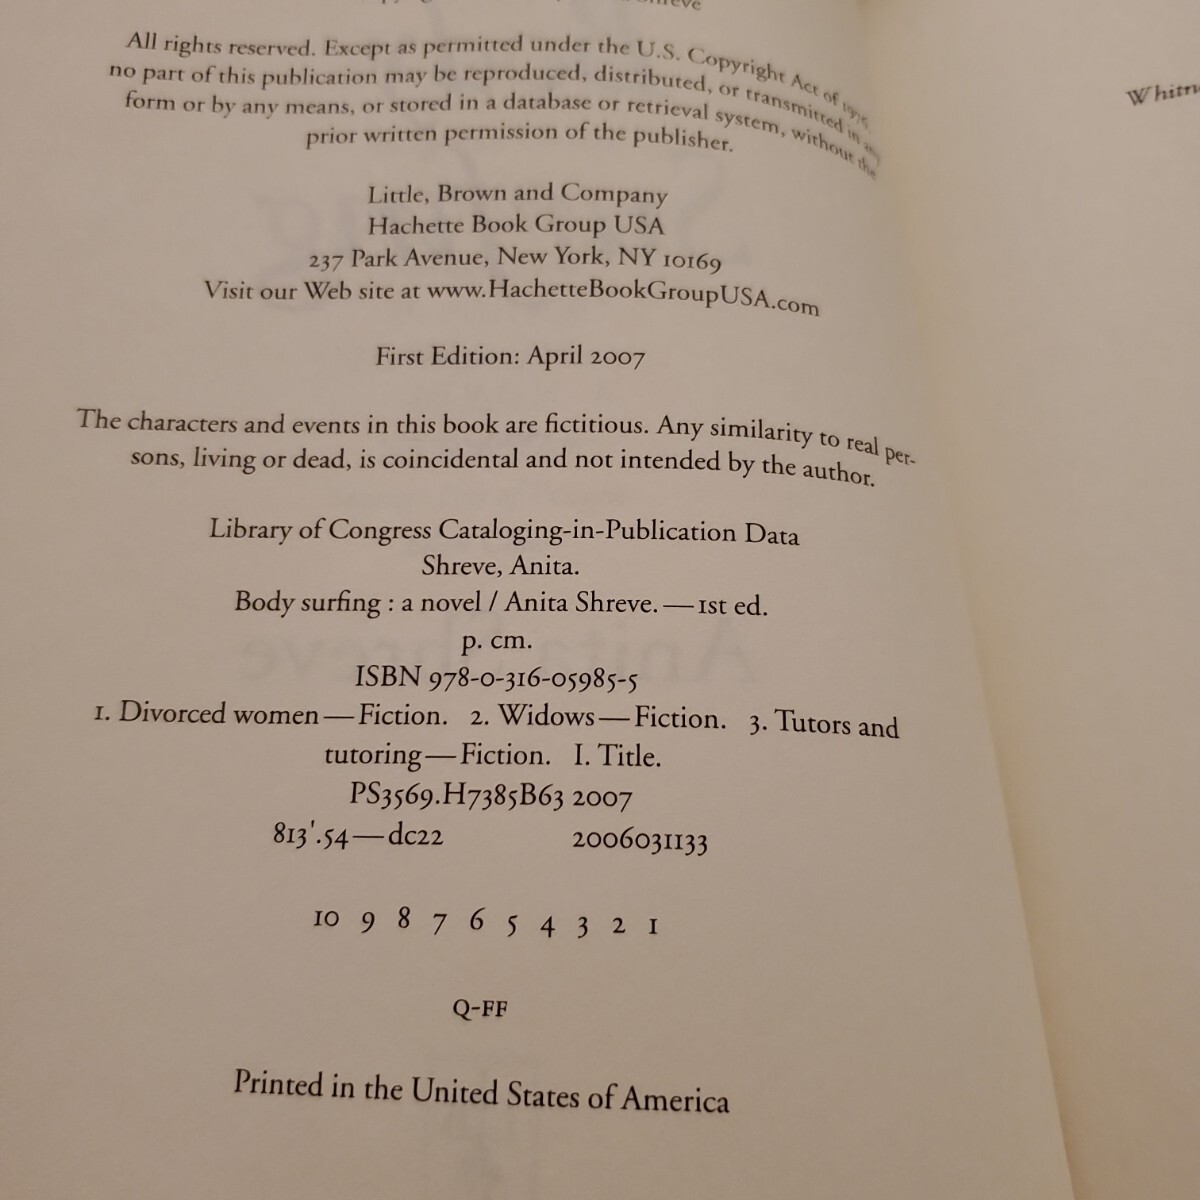 All rights reserved. Except as permitted under the U.S. Copyright Act of 1976,
no part of this publication may be reproduced, distributed, or transmitted in any
form or by any means, or stored in a database or retrieval system, without the
prior written permission of the publisher.
Little, Brown and Company
Hachette Book Group USA
237 Park Avenue, New York, NY 10169
Visit our Web site at www.HachetteBookGroupUSA.com
First Edition: April 2007
The characters and events in this book are fictitious. Any similarity to real per-
sons, living or dead, is coincidental and not intended by the author.
Library of Congress Cataloging-in-Publication Data
Shreve, Anita.
Body surfing : a novel / Anita Shreve. — 1st ed.
p. cm.
ISBN 978-0-316-05985-5
1. Divorced women — Fiction. 2. Widows — Fiction. 3. Tutors and
tutoring — Fiction. I. Title.
PS3569.H7385B63 2007
813'.54 — dc22 2006031133
10 9 8 7 6 5 4 3 2 1
Q-FF
Printed in the United States of America